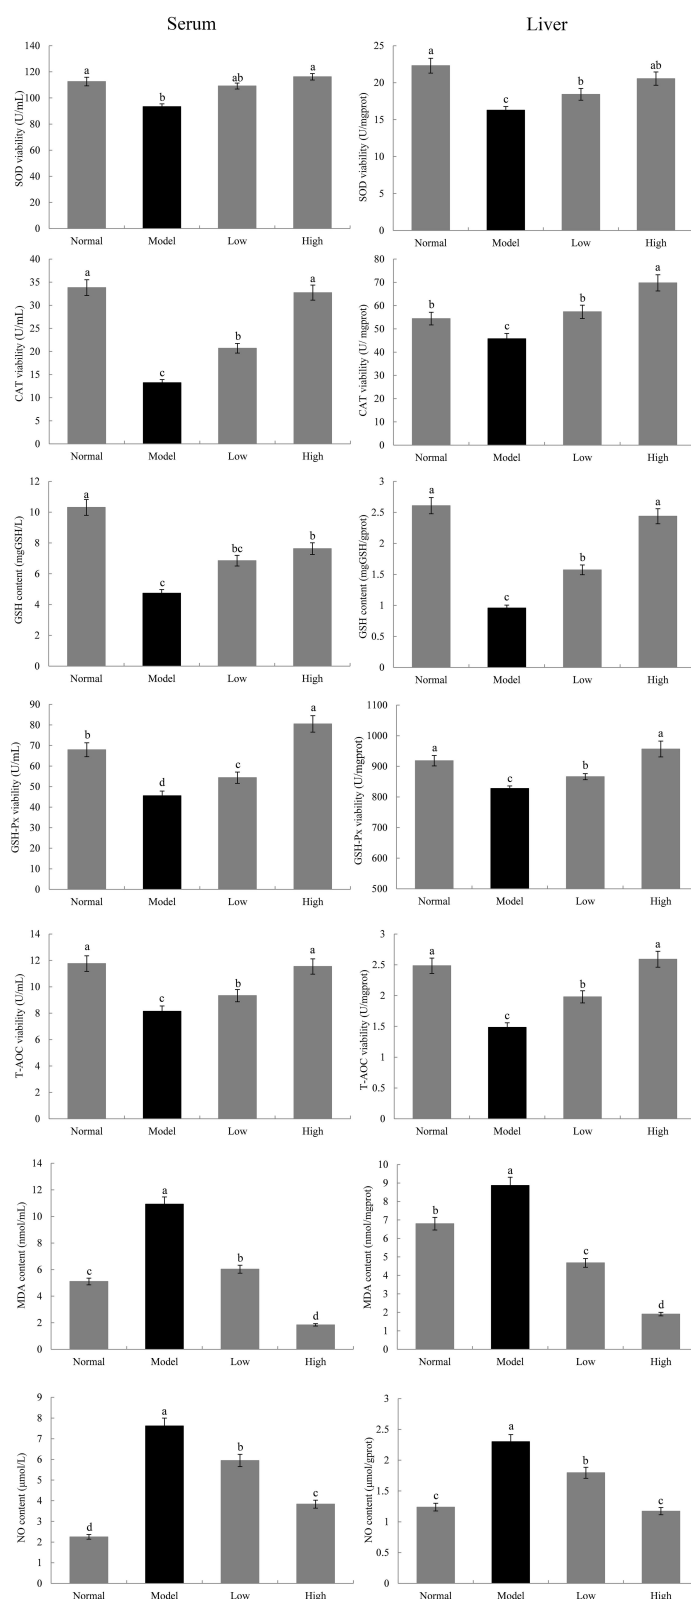 Serum
Liver
SOD viability (U/mL)
140
120
100
80
60
40
20
0
a
b
ab
a
Normal Model Low High
SOD viability (U/mgprot)
25
20
15
10
5
0
a
c
b
ab
Normal Model Low High
CAT viability (U/mL)
40
35
30
25
20
15
10
5
0
a
c
b
a
Normal Model Low High
CAT viability (U/ mgprot)
80
70
60
50
40
30
20
10
0
b
c
b
a
Normal Model Low High
GSH content (mgGSH/L)
12
10
8
6
4
2
0
a
c
bc
b
Normal Model Low High
GSH content (mgGSH/gprot)
3
2.5
2
1.5
1
0.5
0
a
c
b
a
Normal Model Low High
GSH-Px viability (U/mL)
90
80
70
60
50
40
30
20
10
0
b
d
c
a
Normal Model Low High
GSH-Px viability (U/mgprot)
1100
1000
900
800
700
600
500
a
c
b
a
Normal Model Low High
T-AOC viability (U/mL)
14
12
10
8
6
4
2
0
a
c
b
a
Normal Model Low High
T-AOC viability (U/mgprot)
3
2.5
2
1.5
1
0.5
0
a
c
b
a
Normal Model Low High
MDA content (nmol/mL)
14
12
10
8
6
4
2
0
c
a
b
d
Normal Model Low High
MDA content (nmol/mgprot)
10
9
8
7
6
5
4
3
2
1
0
b
a
c
d
Normal Model Low High
NO content (μmol/L)
9
8
7
6
5
4
3
2
1
0
d
a
b
c
Normal Model Low High
NO content (μmol/gprot)
3
2.5
2
1.5
1
0.5
0
c
a
b
c
Normal Model Low High